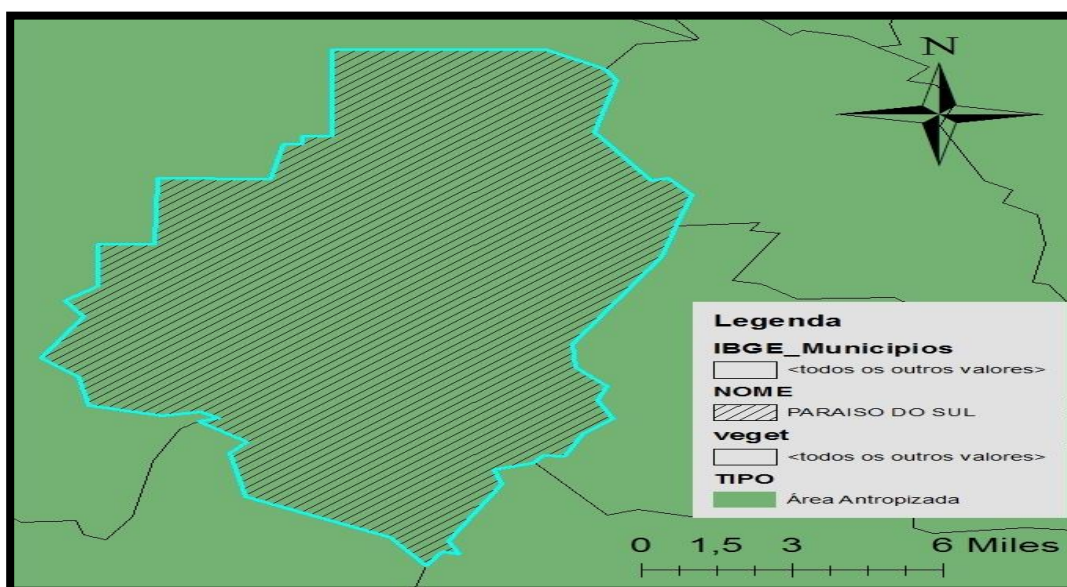 N
Legenda
IBGE_Municipios
<todos os outros valores>
NOME
PARAISO DO SUL
veget
<todos os outros valores>
TIPO
Área Antropizada
0 1,5 3 6 Miles